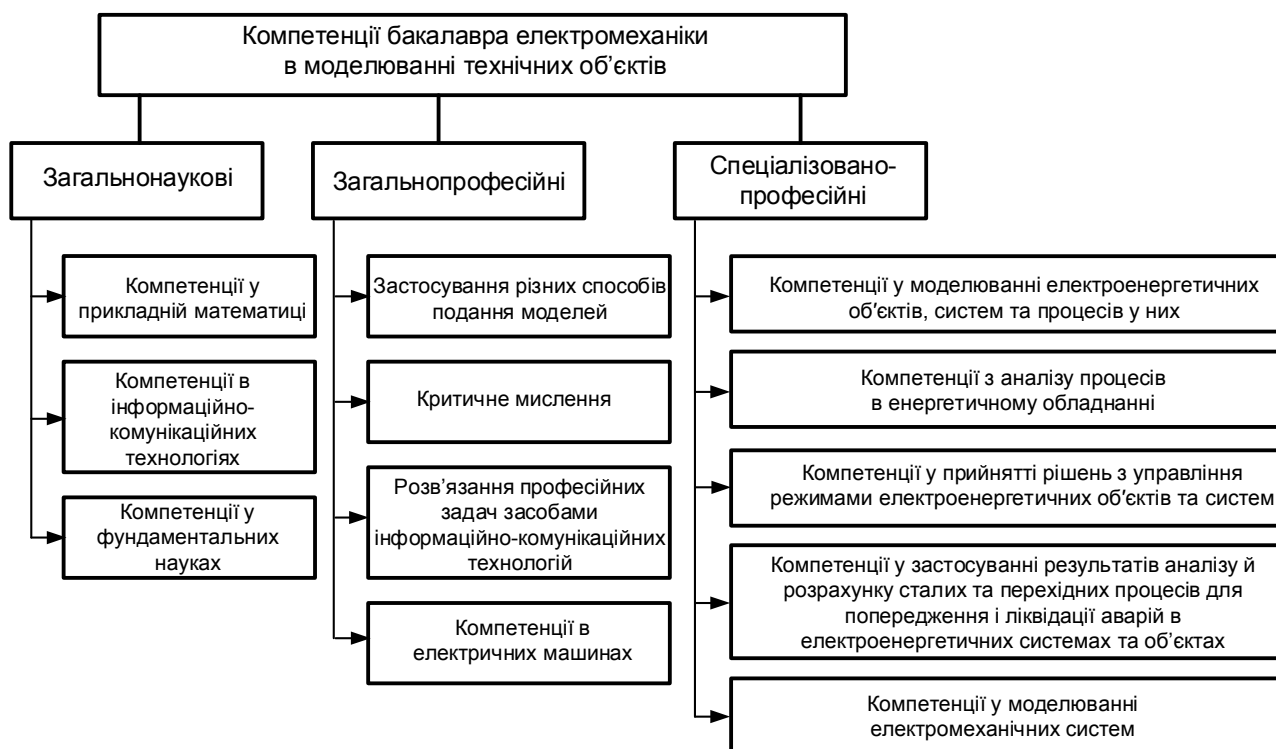 Компетенції бакалавра електромеханіки
в моделюванні технічних об’єктів
Загальнонаукові
Загальнопрофесійні
Спеціалізовано-
професійні
Компетенції у
прикладній математиці
Компетенції в
інформаційно-
комунікаційних
технологіях
Компетенції у
фундаментальних
науках
Застосування різних способів
подання моделей
Критичне мислення
Розв’язання професійних
задач засобами
інформаційно-комунікаційних
технологій
Компетенції в
електричних машинах
Компетенції у моделюванні електроенергетичних
об'єктів, систем та процесів у них
Компетенції з аналізу процесів
в енергетичному обладнанні
Компетенції у прийнятті рішень з управління
режимами електроенергетичних об'єктів та систем
Компетенції у застосуванні результатів аналізу й
розрахунку сталих та перехідних процесів для
попередження і ліквідації аварій в
електроенергетичних системах та об’єктах
Компетенції у моделюванні
електромеханічних систем